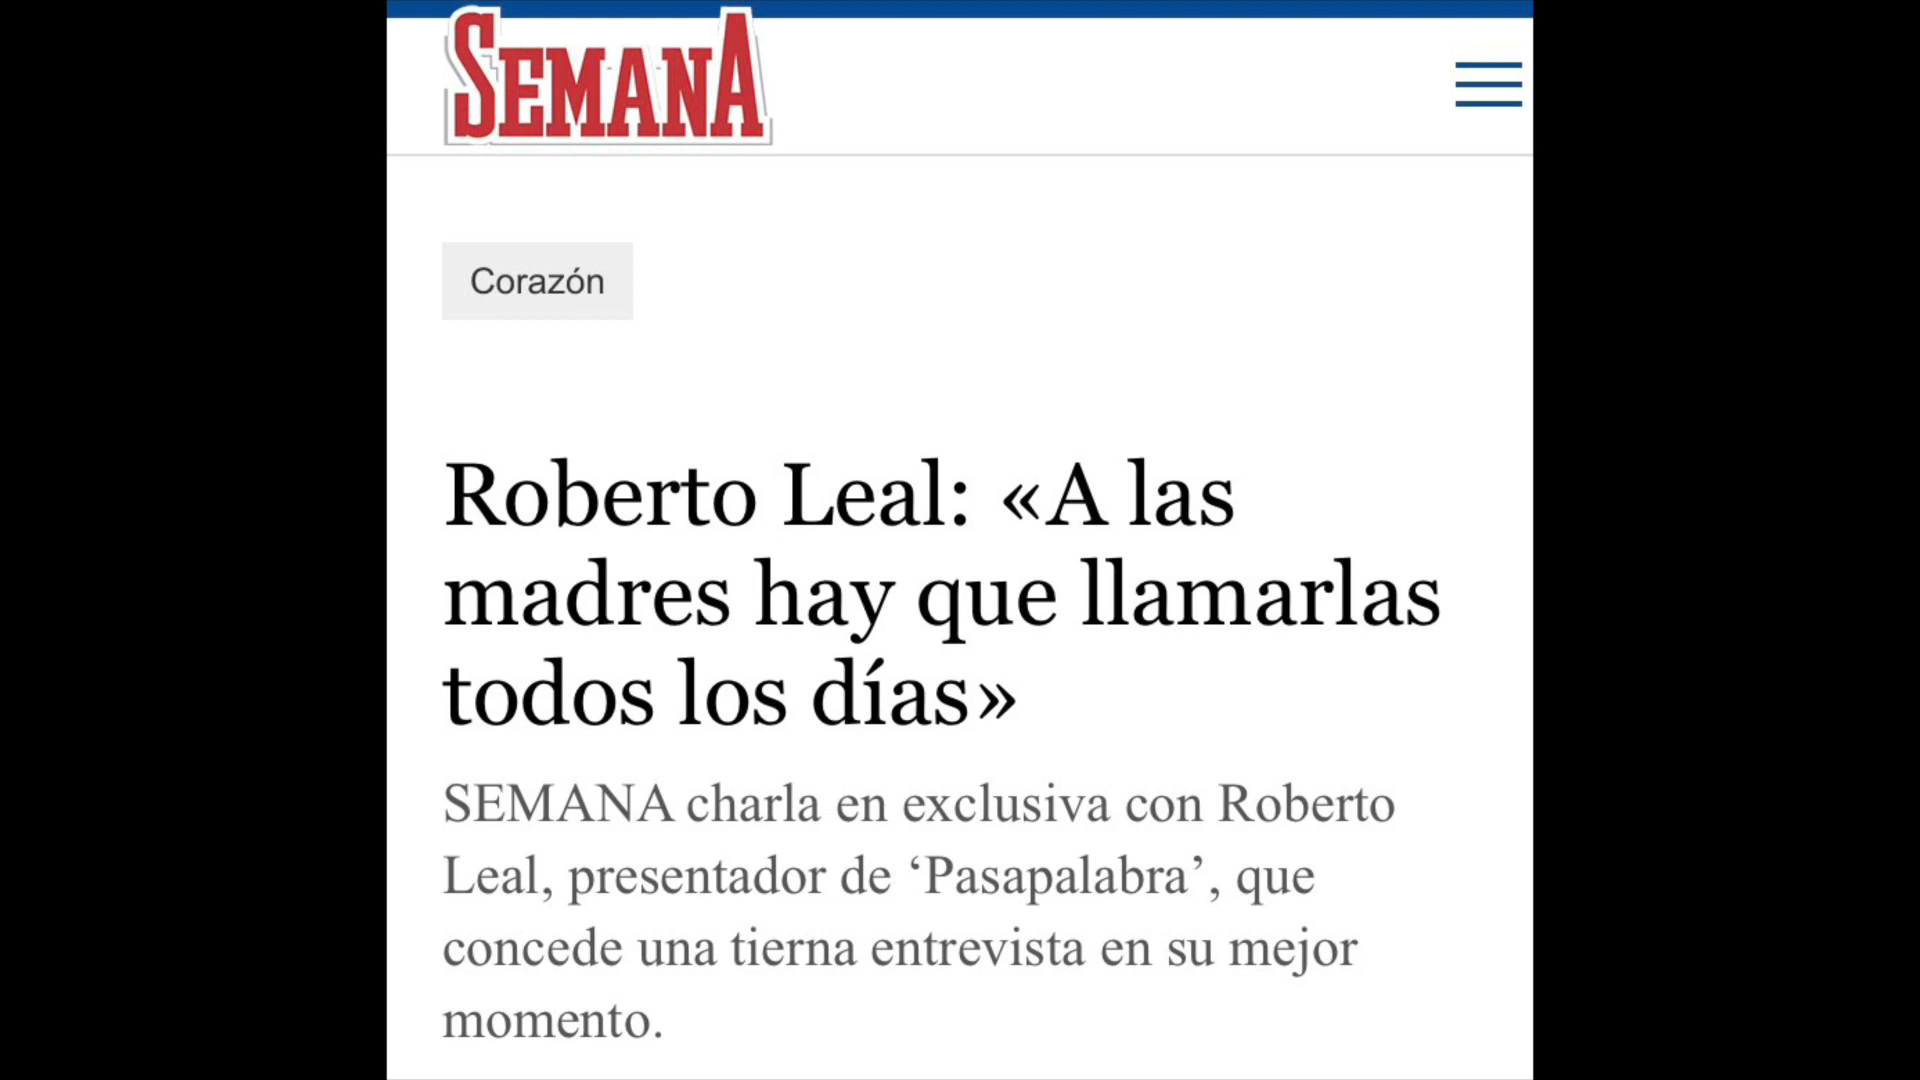 SEMANA
Corazón
Roberto Leal: «A las
madres hay que llamarlas
todos los días»
SEMANA charla en exclusiva con Roberto
Leal, presentador de ‘Pasapalabra’, que
concede una tierna entrevista en su mejor
momento.